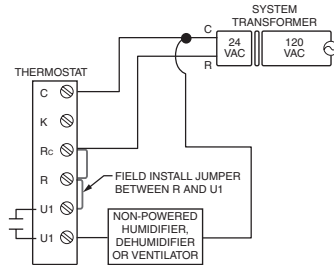 SYSTEM
TRANSFORMER
C
24
VAC
120
VAC
R
THERMOSTAT
C
K
Rc
R
FIELD INSTALL JUMPER
BETWEEN R AND U1
U1
U1
NON-POWERED
HUMIDIFIER,
DEHUMIDIFIER
OR VENTILATOR